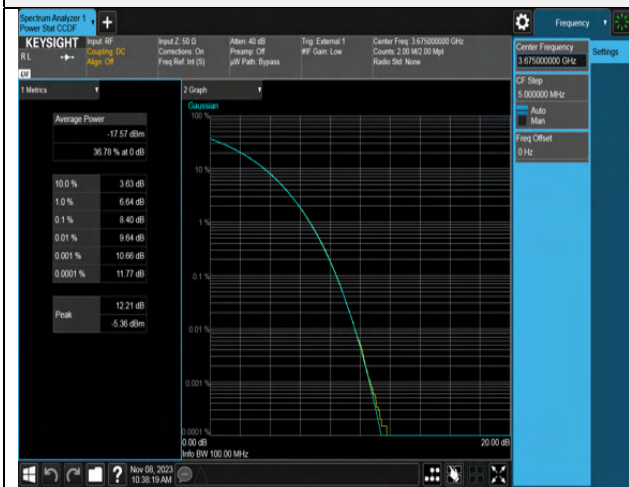 Spectrum Analyzer 1
Power Stat CCDF
+
Frequency
KEYSIGHT
RL
Input: RF
Coupling: DC
Align: Off
Input Z: 50 Ω
Corrections: On
Freq Ref: Int (S)
Atten: 40 dB
Preamp: Off
µW Path: Bypass
Trig: External 1
#IF Gain: Low
Center Freq: 3.675000000 GHz
Counts: 2.00 M/2.00 Mpt
Radio Std: None
Center Frequency
3.675000000 GHz
Settings
CF Step
5.000000 MHz
Auto
Man
Freq Offset
0 Hz
1 Metrics
Average Power
-17.57 dBm
36.78 % at 0 dB
10.0 % 3.63 dB
1.0 % 6.64 dB
0.1 % 8.40 dB
0.01 % 9.64 dB
0.001 % 10.66 dB
0.0001 % 11.77 dB
Peak
12.21 dB
-5.36 dBm
2 Graph
Gaussian
100 %
10 %
1 %
0.1 %
0.01 %
0.001 %
0.0001 %
0.00 dB
20.00 dB
Info BW 100.00 MHz
?
Nov 08, 2023
10:38:19 AM